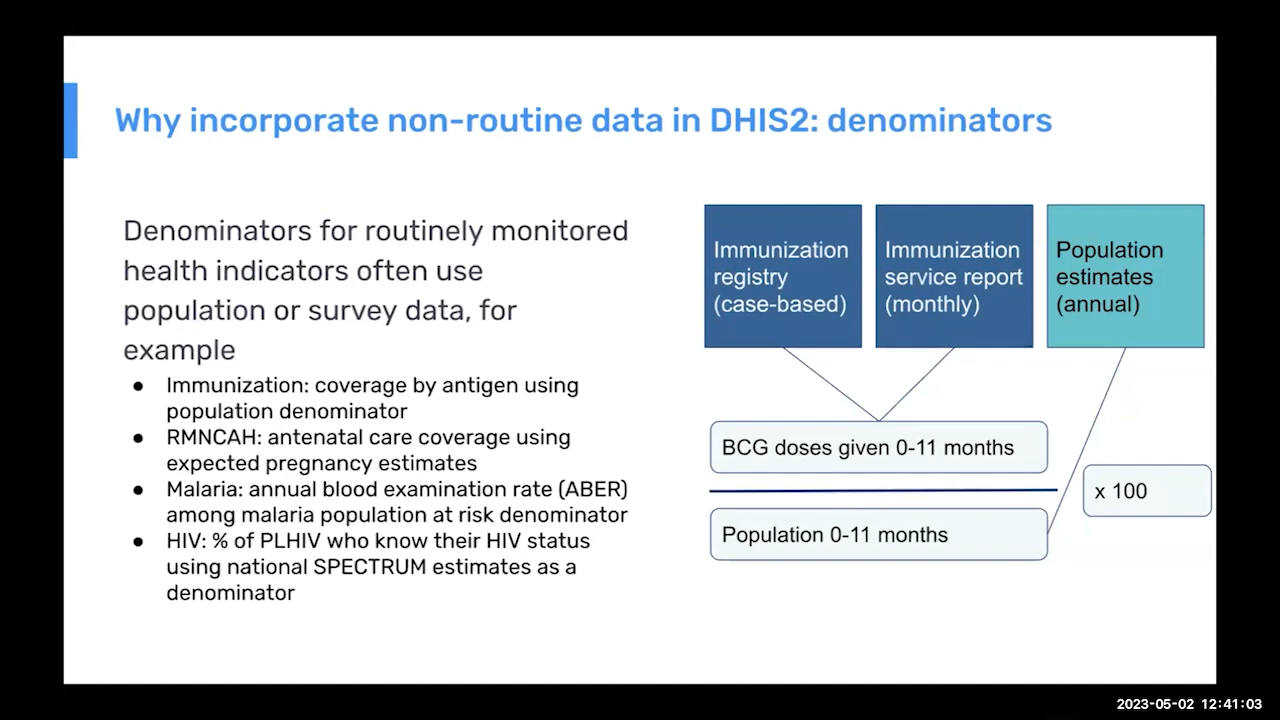 Why incorporate non-routine data in DHIS2: denominators
Denominators for routinely monitored
health indicators often use
population or survey data, for
example
● Immunization: coverage by antigen using
population denominator
● RMNCAH: antenatal care coverage using
expected pregnancy estimates
● Malaria: annual blood examination rate (ABER)
among malaria population at risk denominator
● HIV: % of PLHIV who know their HIV status
using national SPECTRUM estimates as a
denominator
Immunization
registry
(case-based)
Immunization
service report
(monthly)
Population
estimates
(annual)
BCG doses given 0-11 months
x 100
Population 0-11 months
2023-05-02 12:41:03